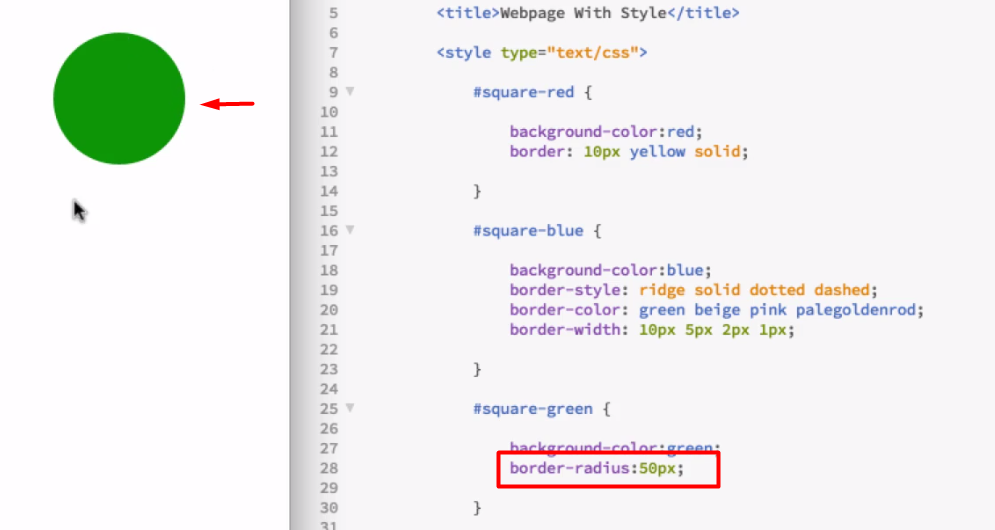 5 <title>Webpage With Style</title>
6
7 <style type="text/css">
8
9 #square-red {
10
11 background-color:red;
12 border: 10px yellow solid;
13
14 }
15
16 #square-blue {
17
18 background-color:blue;
19 border-style: ridge solid dotted dashed;
20 border-color: green beige pink palegoldenrod;
21 border-width: 10px 5px 2px 1px;
22
23 }
24
25 #square-green {
26
27 background-color:green;
28 border-radius:50px;
29
30 }
31